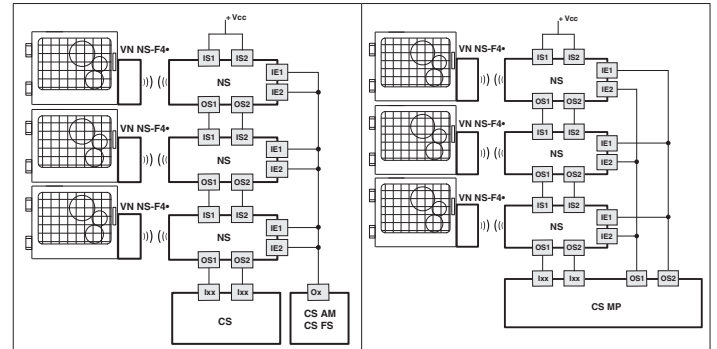 + Vcc
VN NS-F4•
IS1 IS2
NS
IE1
IE2
OS1 OS2
VN NS-F4•
IS1 IS2
NS
IE1
IE2
OS1 OS2
VN NS-F4•
IS1 IS2
NS
IE1
IE2
OS1 OS2
Ixx Ixx
CS
Ox
CS AM
CS FS
+ Vcc
VN NS-F4•
IS1 IS2
NS
IE1
IE2
OS1 OS2
VN NS-F4•
IS1 IS2
NS
IE1
IE2
OS1 OS2
VN NS-F4•
IS1 IS2
NS
IE1
IE2
OS1 OS2
Ixx Ixx OS1 OS2
CS MP